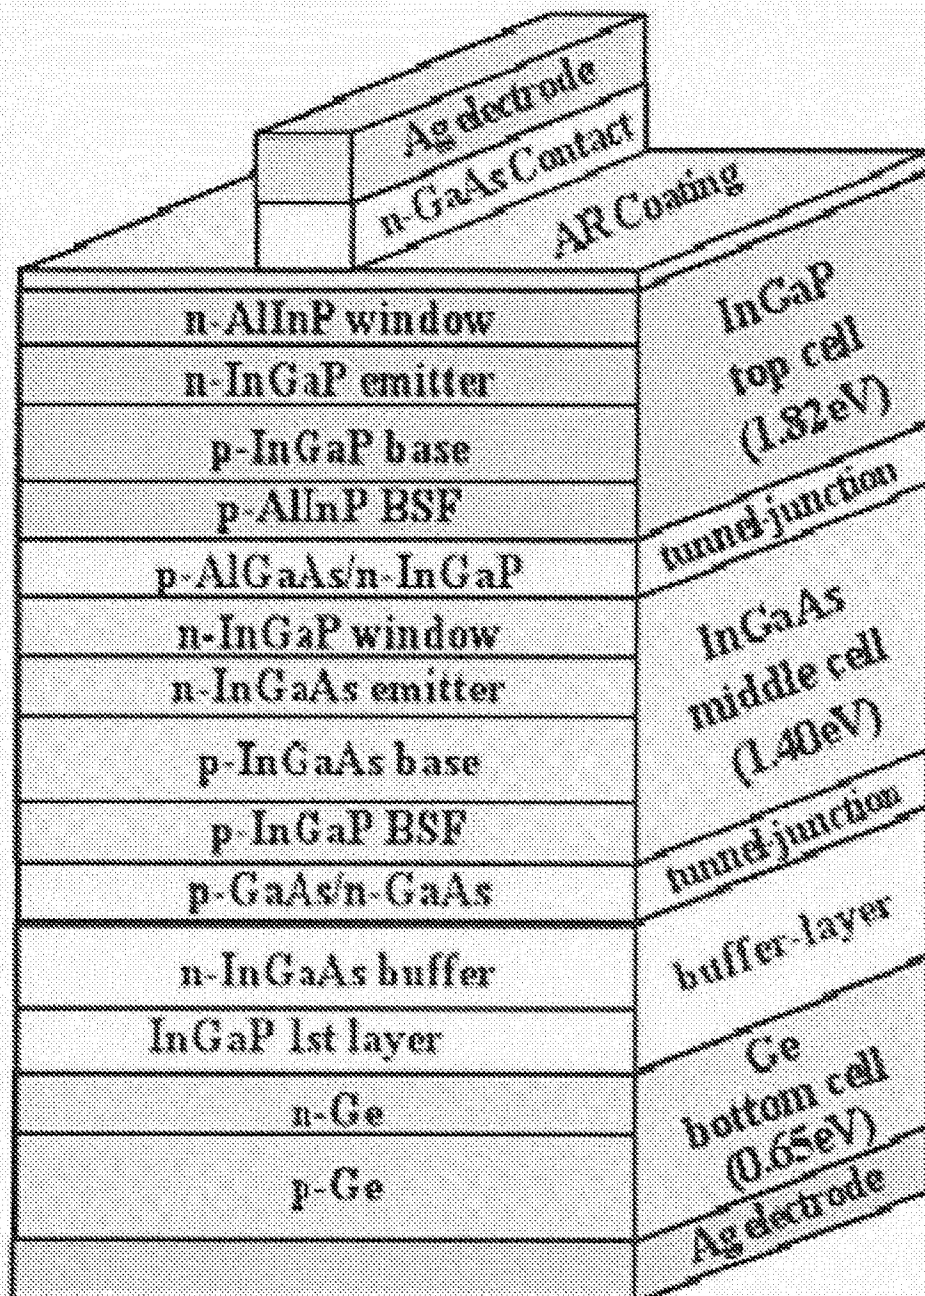 Ag electrode
n-GaAs Contact
AR Coating
n-AlInP window
n-InGaP emitter
p-InGaP base
p-AlInP BSF
p-AlGaAs/n-InGaP
n-InGaP window
n-InGaAs emitter
p-InGaAs base
p-InGaP BSF
p-GaAs/n-GaAs
n-InGaAs buffer
InGaP 1st layer
n-Ge
p-Ge
InGaP
top cell
(1.82eV)
tunnel-junction
InGaAs
middle cell
(1.40eV)
tunnel-junction
buffer-layer
Ge
bottom cell
(0.65eV)
Ag electrode